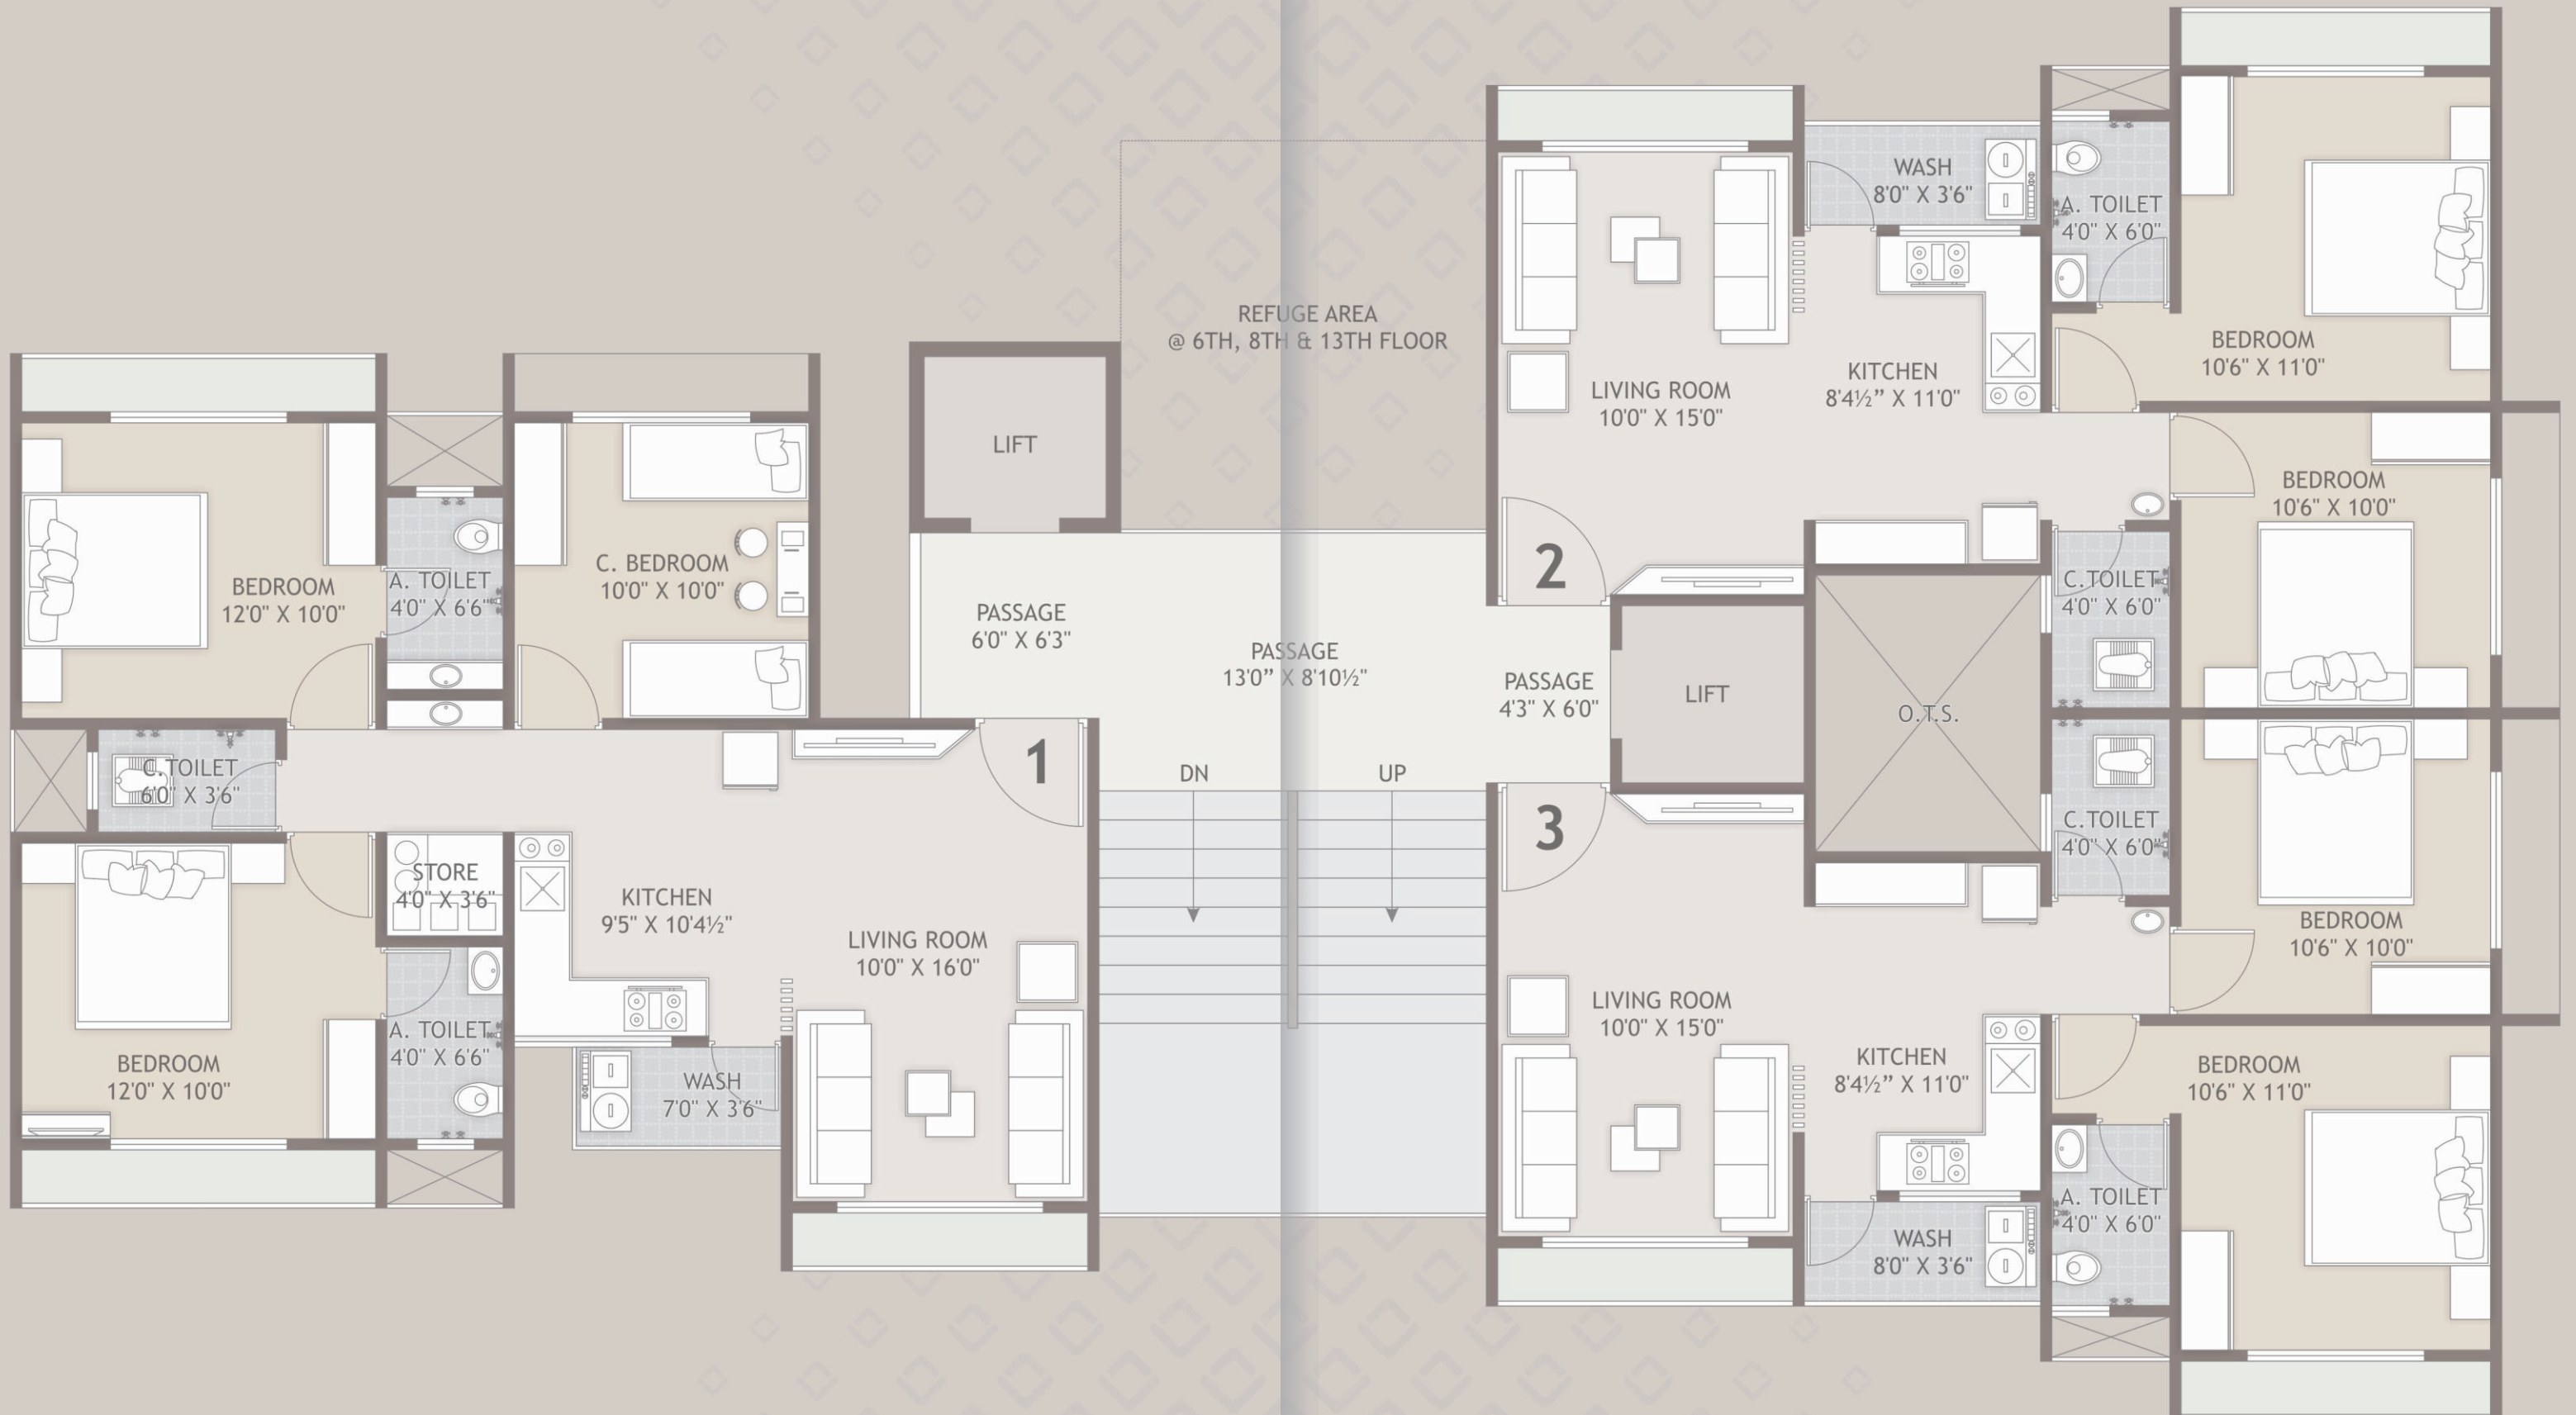 BEDROOM
12'0" X 10'0"
A. TOILET
4'0" X 6'6"
C. BEDROOM
10'0" X 10'0"
C.TOILET
6'0" X 3'6"
STORE
4'0" X 3'6"
BEDROOM
12'0" X 10'0"
A. TOILET
4'0" X 6'6"
KITCHEN
9'5" X 10'4½"
WASH
7'0" X 3'6"
LIVING ROOM
10'0" X 16'0"
1
LIFT
PASSAGE
6'0" X 6'3"
REFUGE AREA
@ 6TH, 8TH & 13TH FLOOR
PASSAGE
13'0” X 8'10½"
DN
UP
PASSAGE
4'3" X 6'0"
LIFT
O.T.S.
2
LIVING ROOM
10'0" X 15'0"
KITCHEN
8'4½” X 11'0"
WASH
8'0" X 3'6"
A. TOILET
4'0" X 6'0"
BEDROOM
10'6" X 11'0"
BEDROOM
10'6" X 10'0"
C.TOILET
4'0" X 6'0"
3
LIVING ROOM
10'0" X 15'0"
KITCHEN
8'4½” X 11'0"
WASH
8'0" X 3'6"
C.TOILET
4'0" X 6'0"
BEDROOM
10'6" X 10'0"
BEDROOM
10'6" X 11'0"
A. TOILET
4'0" X 6'0"